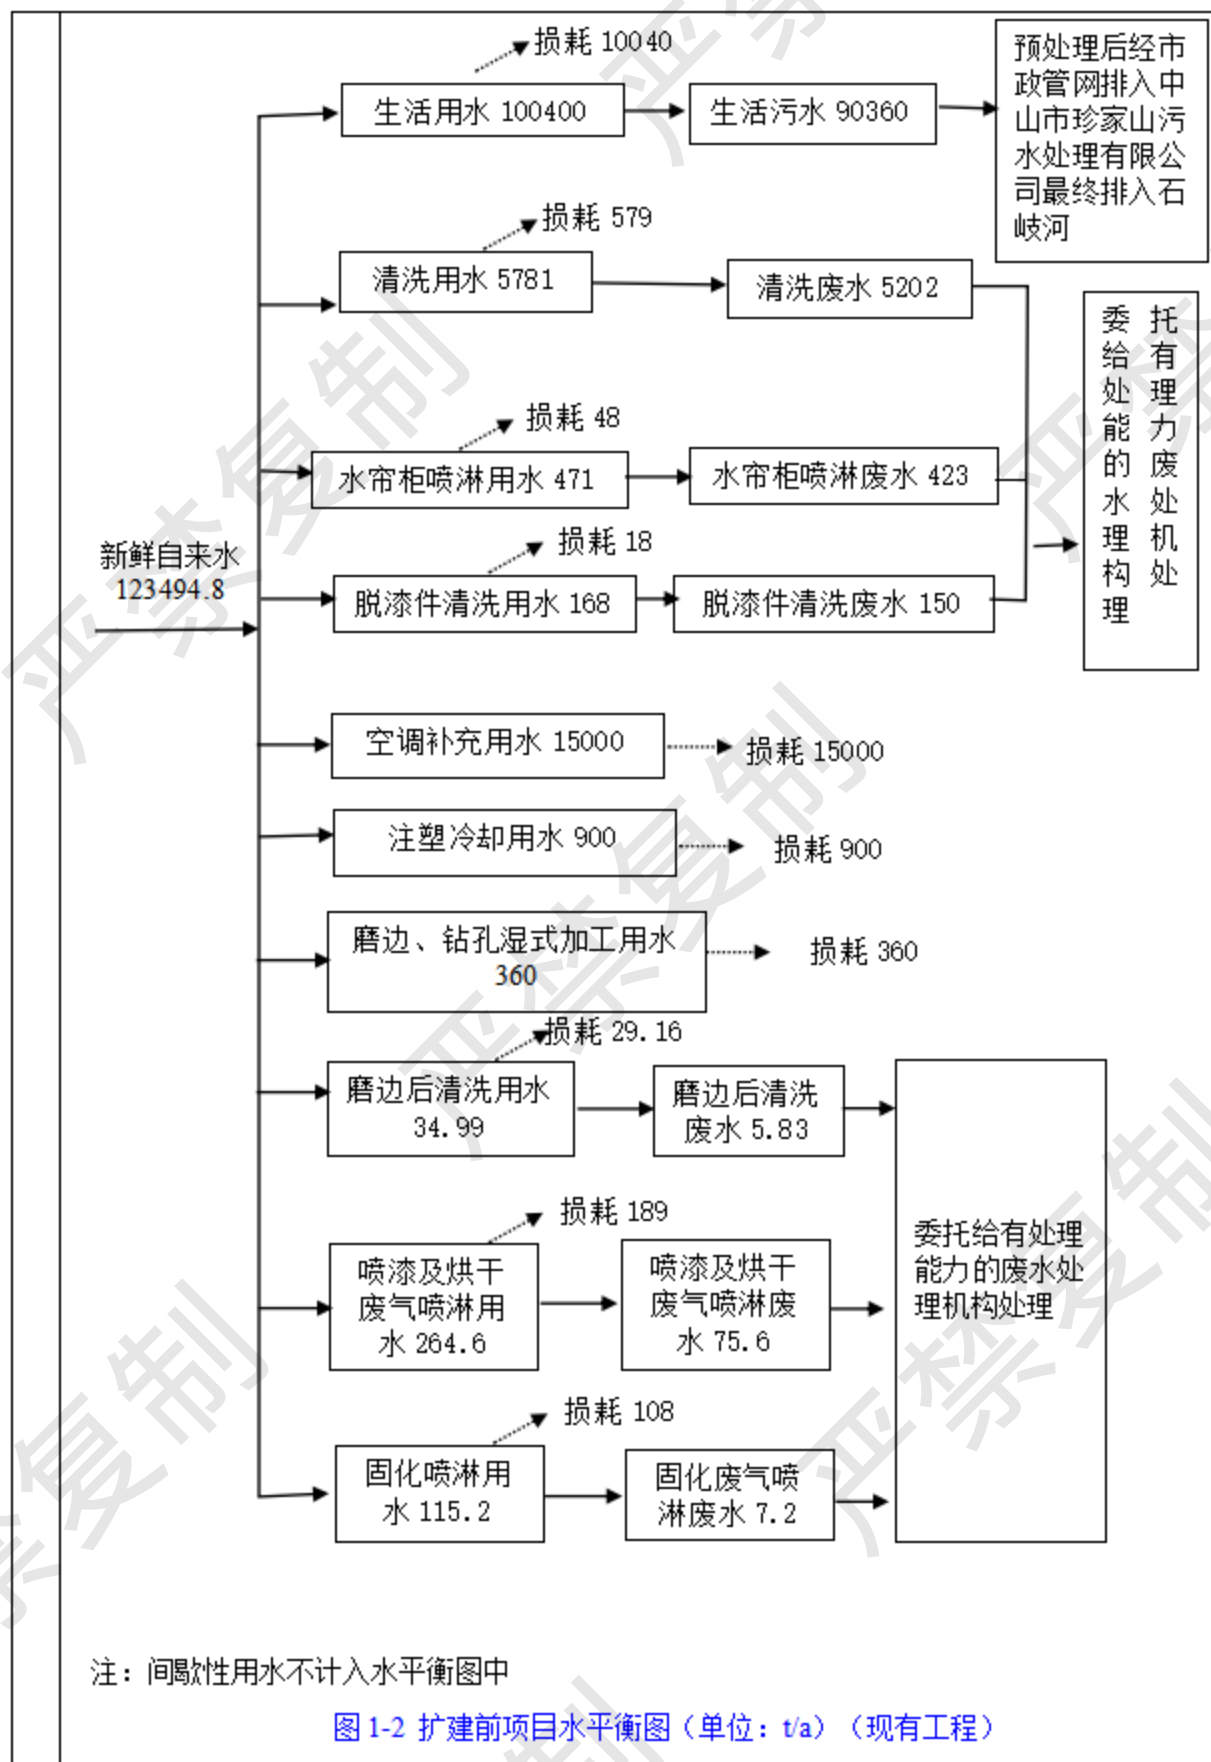 损耗 10040
生活用水 100400
生活污水 90360
预处理后经市
政管网排入中
山市珍家山污
水处理有限公
司最终排入石
岐河
损耗 579
清洗用水 5781
清洗废水 5202
委 托
给 有
处 理
能 力
的 废
水 处
理 机
构 处
理
损耗 48
水帘柜喷淋用水 471
水帘柜喷淋废水 423
新鲜自来水
123494.8
损耗 18
脱漆件清洗用水 168
脱漆件清洗废水 150
空调补充用水 15000
损耗 15000
注塑冷却用水 900
损耗 900
磨边、钻孔湿式加工用水
360
损耗 360
损耗 29.16
磨边后清洗用水
34.99
磨边后清洗
废水 5.83
损耗 189
喷漆及烘干
废气喷淋用
水 264.6
喷漆及烘干
废气喷淋废
水 75.6
委托给有处理
能力的废水处
理机构处理
损耗 108
固化喷淋用
水 115.2
固化废气喷
淋废水 7.2
注：间歇性用水不计入水平衡图中
图 1-2 扩建前项目水平衡图（单位：t/a）（现有工程）
严禁复制
严禁复制
严禁复制
严禁复制
严禁复制
禁复制
制